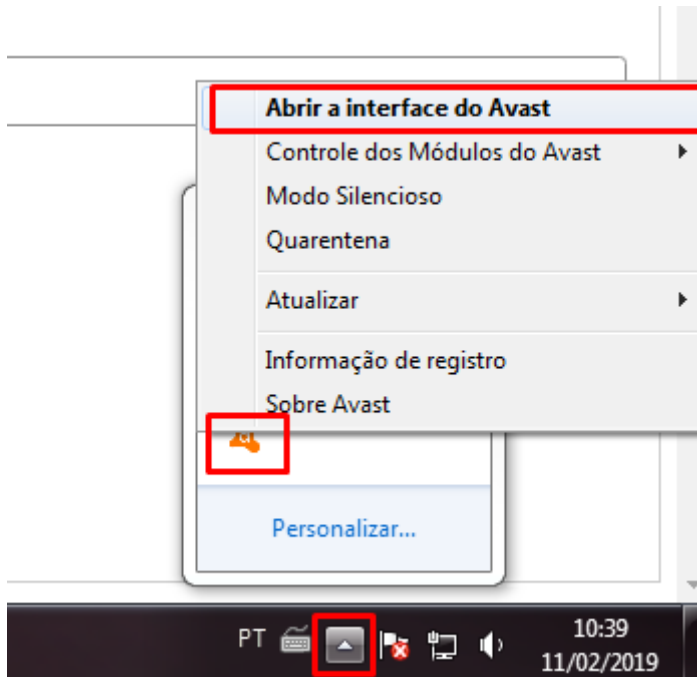 Abrir a interface do Avast
Controle dos Módulos do Avast
Modo Silencioso
Quarentena
Atualizar
Informação de registro
Sobre Avast
Personalizar...
PT
10:39
11/02/2019